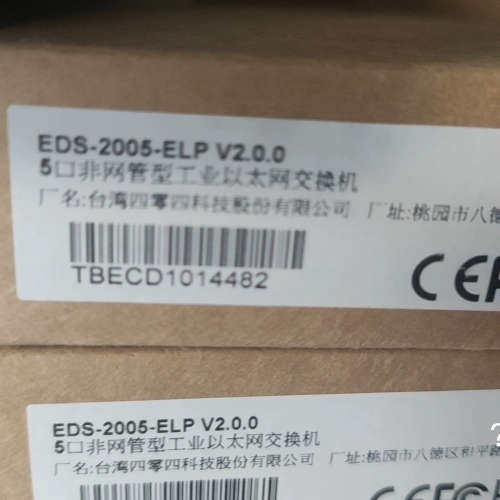 EDS-2005-ELP V2.0.0
5口非网管型工业以太网交换机
厂名:台湾四零四科技股份有限公司 厂址:桃园市八德
TBECD1014482
CE
EDS-2005-ELP V2.0.0
5口非网管型工业以太网交换机
厂名:台湾四零四科技股份有限公司 厂址:桃园市八德区和平路